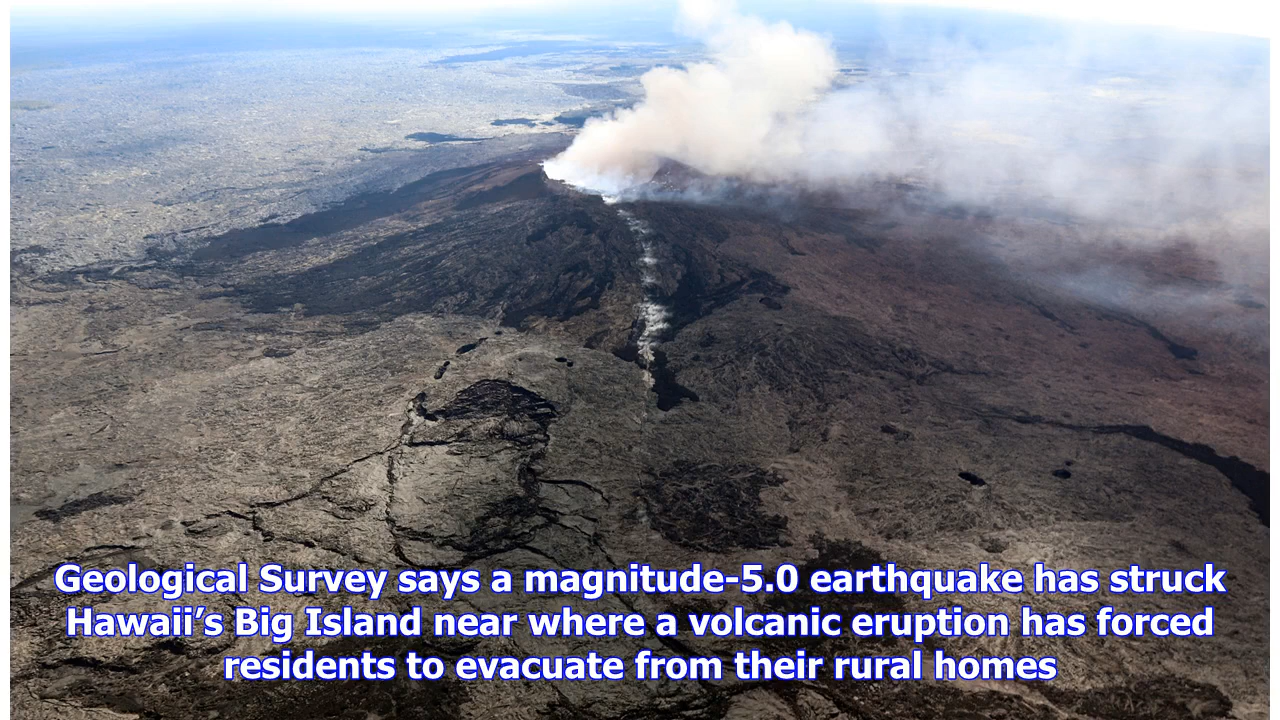 Geological Survey says a magnitude-5.0 earthquake has struck
Hawaii’s Big Island near where a volcanic eruption has forced
residents to evacuate from their rural homes